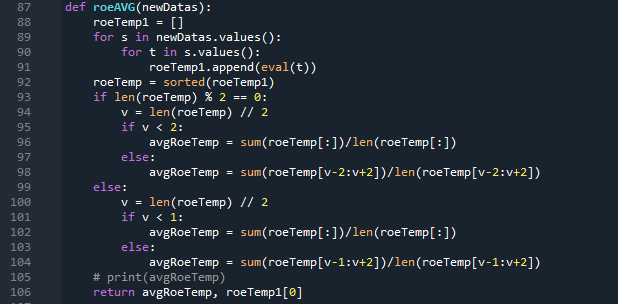 87 def roeAVG(newDatas):
88 roeTemp1 = []
89 for s in newDatas.values():
90 for t in s.values():
91 roeTemp1.append(eval(t))
92 roeTemp = sorted(roeTemp1)
93 if len(roeTemp) % 2 == 0:
94 v = len(roeTemp) // 2
95 if v < 2:
96 avgRoeTemp = sum(roeTemp[:])/len(roeTemp[:])
97 else:
98 avgRoeTemp = sum(roeTemp[v-2:v+2])/len(roeTemp[v-2:v+2])
99 else:
100 v = len(roeTemp) // 2
101 if v < 1:
102 avgRoeTemp = sum(roeTemp[:])/len(roeTemp[:])
103 else:
104 avgRoeTemp = sum(roeTemp[v-1:v+2])/len(roeTemp[v-1:v+2])
105 # print(avgRoeTemp)
106 return avgRoeTemp, roeTemp1[0]